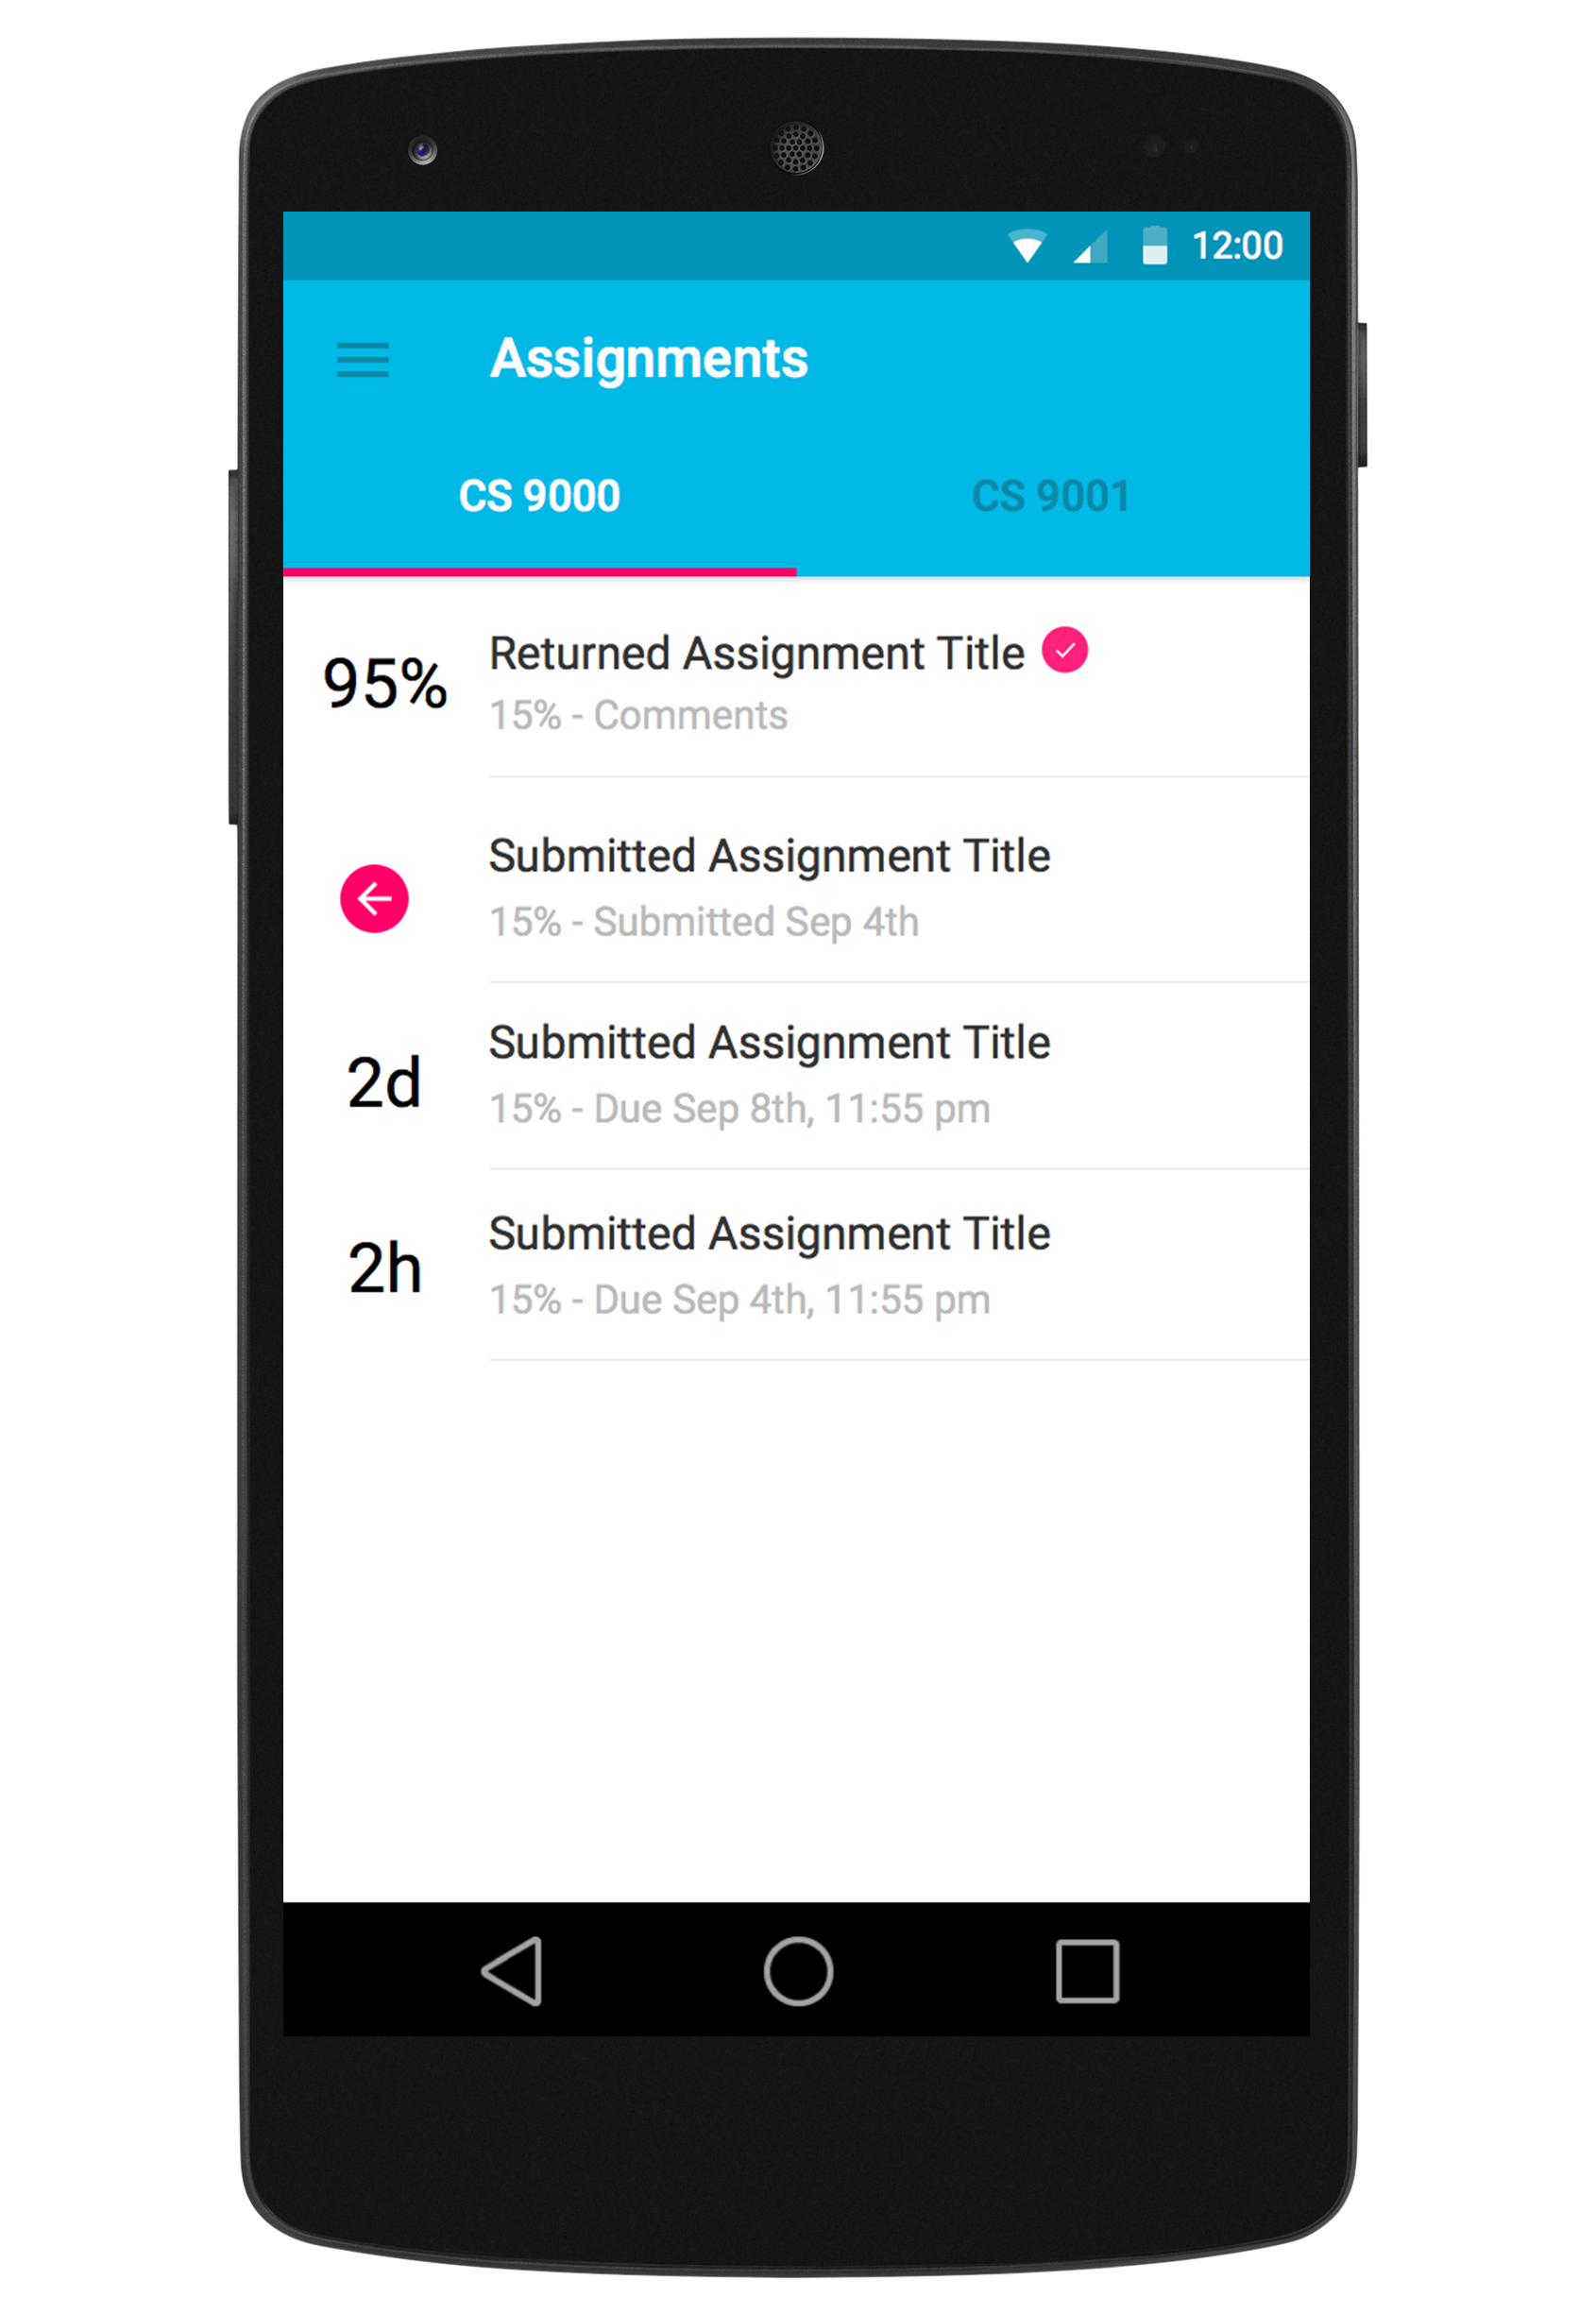 12:00
Assignments
CS 9000 CS 9001
95%
Returned Assignment Title
15% - Comments
Submitted Assignment Title
15% - Submitted Sep 4th
2d
Submitted Assignment Title
15% - Due Sep 8th, 11:55 pm
2h
Submitted Assignment Title
15% - Due Sep 4th, 11:55 pm